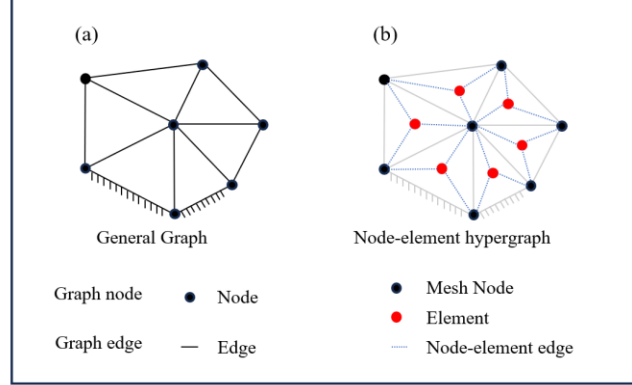 (a)
(b)
General Graph
Node-element hypergraph
Graph node
Node
Graph edge
Edge
Mesh Node
Element
Node-element edge